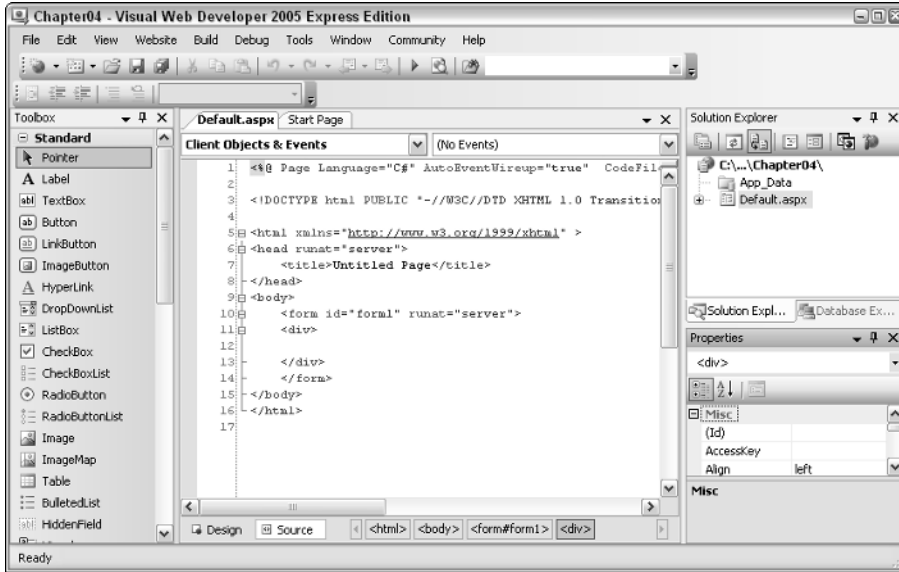 Chapter04 - Visual Web Developer 2005 Express Edition
File Edit View Website Build Debug Tools Window Community Help
Toolbox
Standard
Pointer
A Label
abl TextBox
ab Button
ab LinkButton
ImageButton
A HyperLink
DropDownList
ListBox
CheckBox
CheckBoxList
RadioButton
RadioButtonList
Image
ImageMap
Table
BulletedList
abl HiddenField
Default.aspx Start Page
Client Objects & Events (No Events)
1 <%@ Page Language="C#" AutoEventWireup="true" CodeFil
2
3 <!DOCTYPE html PUBLIC "-//W3C//DTD XHTML 1.0 Transition
4
5 <html xmlns="http://www.w3.org/1999/xhtml" >
6 <head runat="server">
7 <title>Untitled Page</title>
8 </head>
9 <body>
10 <form id="form1" runat="server">
11 <div>
12
13 </div>
14 </form>
15 </body>
16 </html>
17
Design Source <html> <body> <form#form1> <div>
Solution Explorer
C:\...\Chapter04\
App_Data
Default.aspx
Solution Expl... Database Ex...
Properties
<div>
Misc
(Id)
AccessKey
Align left
Misc
Ready